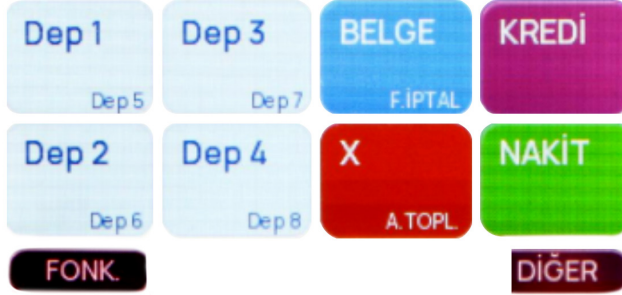 Dep 1
Dep 5
Dep 3
Dep 7
BELGE
F.İPTAL
KREDİ
Dep 2
Dep 6
Dep 4
Dep 8
X
A.TOPL.
NAKİT
FONK.
DİĞER